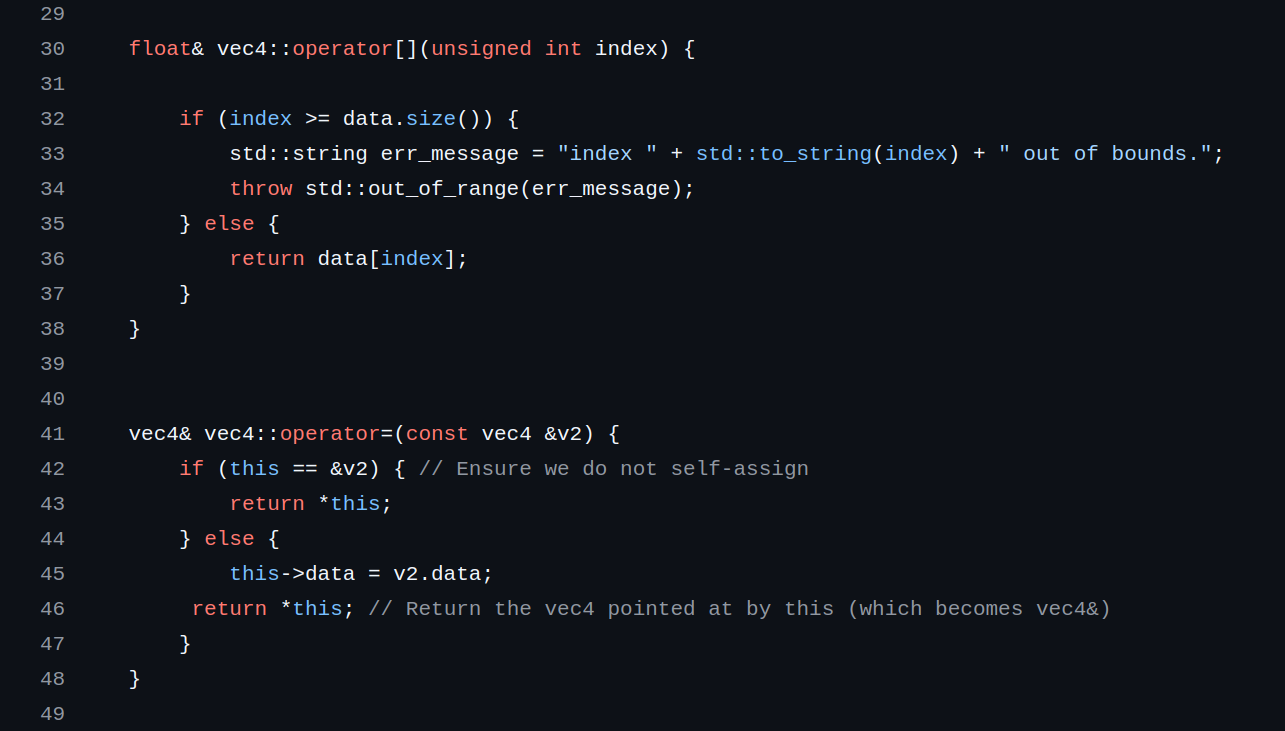 29
30 float& vec4::operator[](unsigned int index) {
31
32 if (index >= data.size()) {
33 std::string err_message = "index " + std::to_string(index) + " out of bounds.";
34 throw std::out_of_range(err_message);
35 } else {
36 return data[index];
37 }
38 }
39
40
41 vec4& vec4::operator=(const vec4 &v2) {
42 if (this == &v2) { // Ensure we do not self-assign
43 return *this;
44 } else {
45 this->data = v2.data;
46 return *this; // Return the vec4 pointed at by this (which becomes vec4&)
47 }
48 }
49